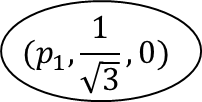 (p₁, 1/√3, 0)